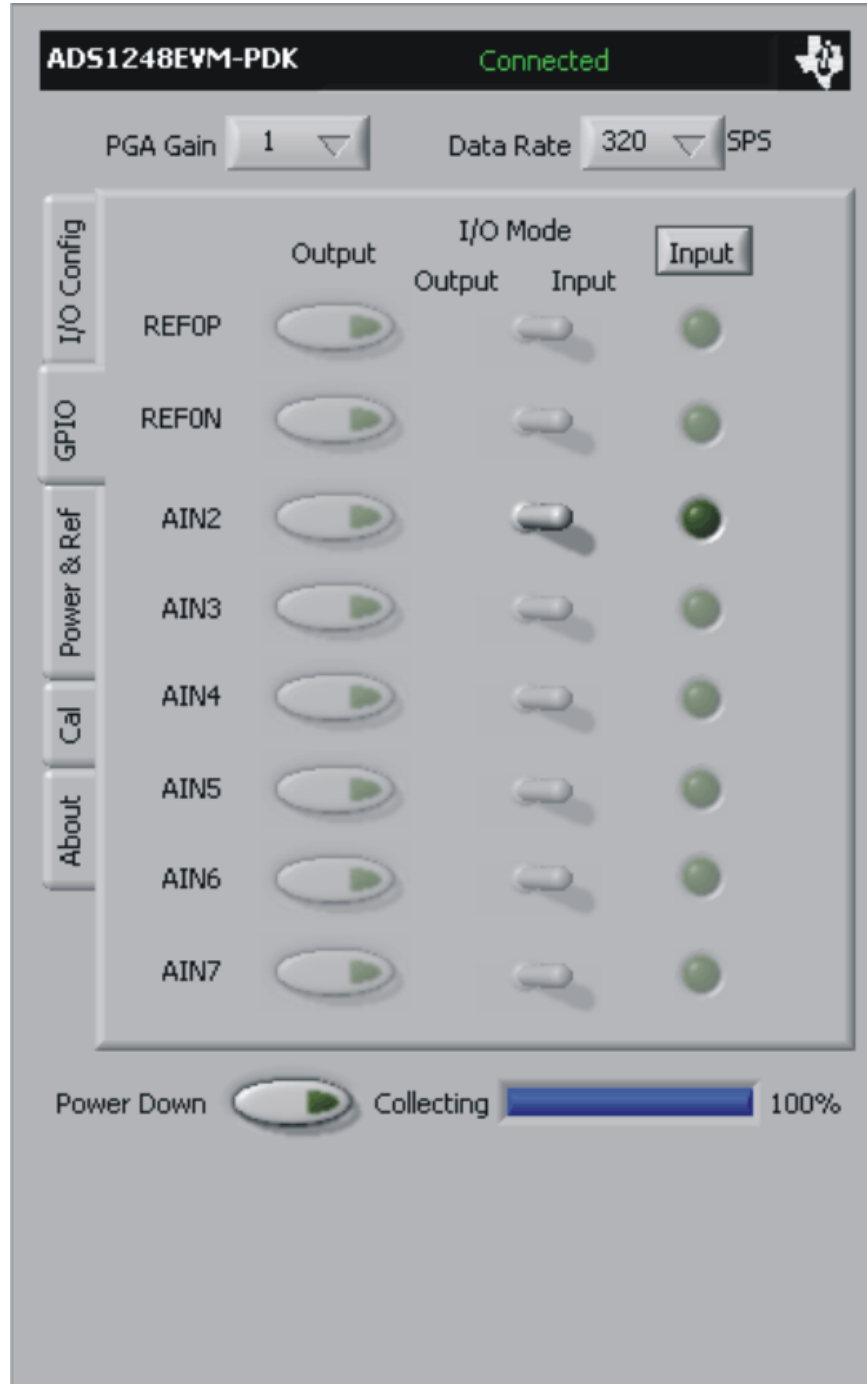 ADS1248EVM-PDK Connected
PGA Gain 1 Data Rate 320 SPS
I/O Config
GPIO
Power & Ref
Cal
About
Output I/O Mode Input
Output Input
REF0P
REF0N
AIN2
AIN3
AIN4
AIN5
AIN6
AIN7
Power Down Collecting 100%